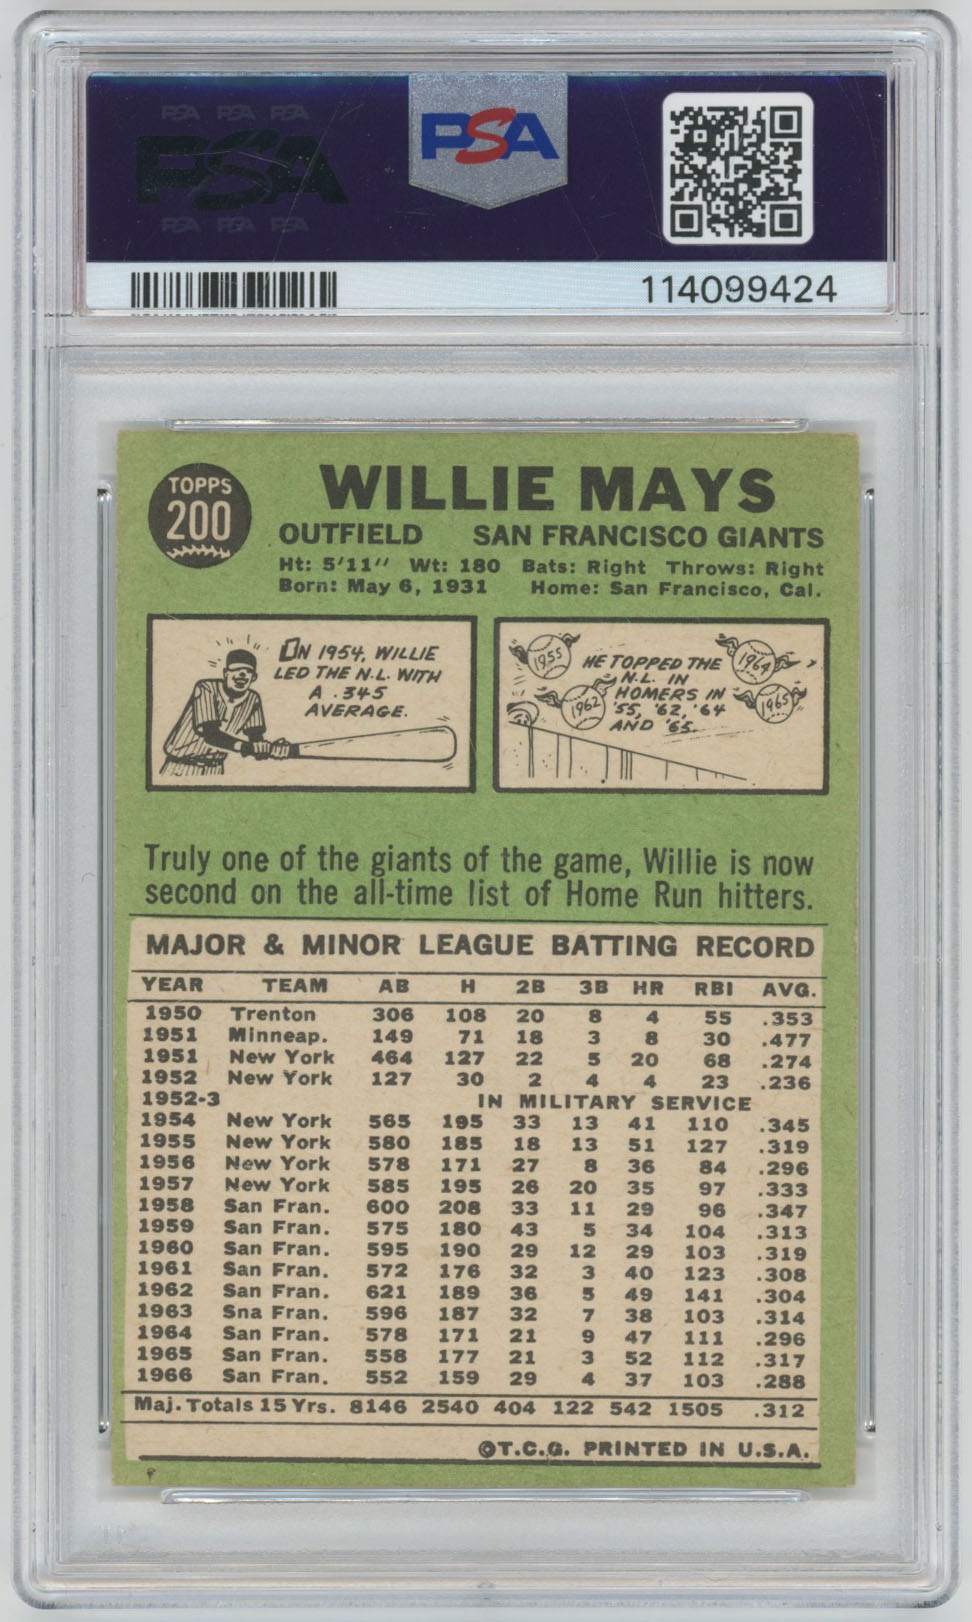 PSA PSA PSA
PSA
PSA PSA PSA
PSA
114099424
TOPPS
200
WILLIE MAYS
OUTFIELD SAN FRANCISCO GIANTS
Ht: 5'11" Wt: 180 Bats: Right Throws: Right
Born: May 6, 1931 Home: San Francisco, Cal.
ON 1954, WILLIE
LED THE N.L. WITH
A .345
AVERAGE.
1955
1962
HE TOPPED THE
N.L. IN
HOMERS IN
'55, '62, '64
AND '65.
1964
1965
Truly one of the giants of the game, Willie is now
second on the all-time list of Home Run hitters.
MAJOR & MINOR LEAGUE BATTING RECORD
YEAR TEAM AB H 2B 3B HR RBI AVG.
1950 Trenton 306 108 20 8 4 55 .353
1951 Minneap. 149 71 18 3 8 30 .477
1951 New York 464 127 22 5 20 68 .274
1952 New York 127 30 2 4 4 23 .236
1952-3 IN MILITARY SERVICE
1954 New York 565 195 33 13 41 110 .345
1955 New York 580 185 18 13 51 127 .319
1956 New York 578 171 27 8 36 84 .296
1957 New York 585 195 26 20 35 97 .333
1958 San Fran. 600 208 33 11 29 96 .347
1959 San Fran. 575 180 43 5 34 104 .313
1960 San Fran. 595 190 29 12 29 103 .319
1961 San Fran. 572 176 32 3 40 123 .308
1962 San Fran. 621 189 36 5 49 141 .304
1963 Sna Fran. 596 187 32 7 38 103 .314
1964 San Fran. 578 171 21 9 47 111 .296
1965 San Fran. 558 177 21 3 52 112 .317
1966 San Fran. 552 159 29 4 37 103 .288
Maj. Totals 15 Yrs. 8146 2540 404 122 542 1505 .312
©T.C.G. PRINTED IN U.S.A.